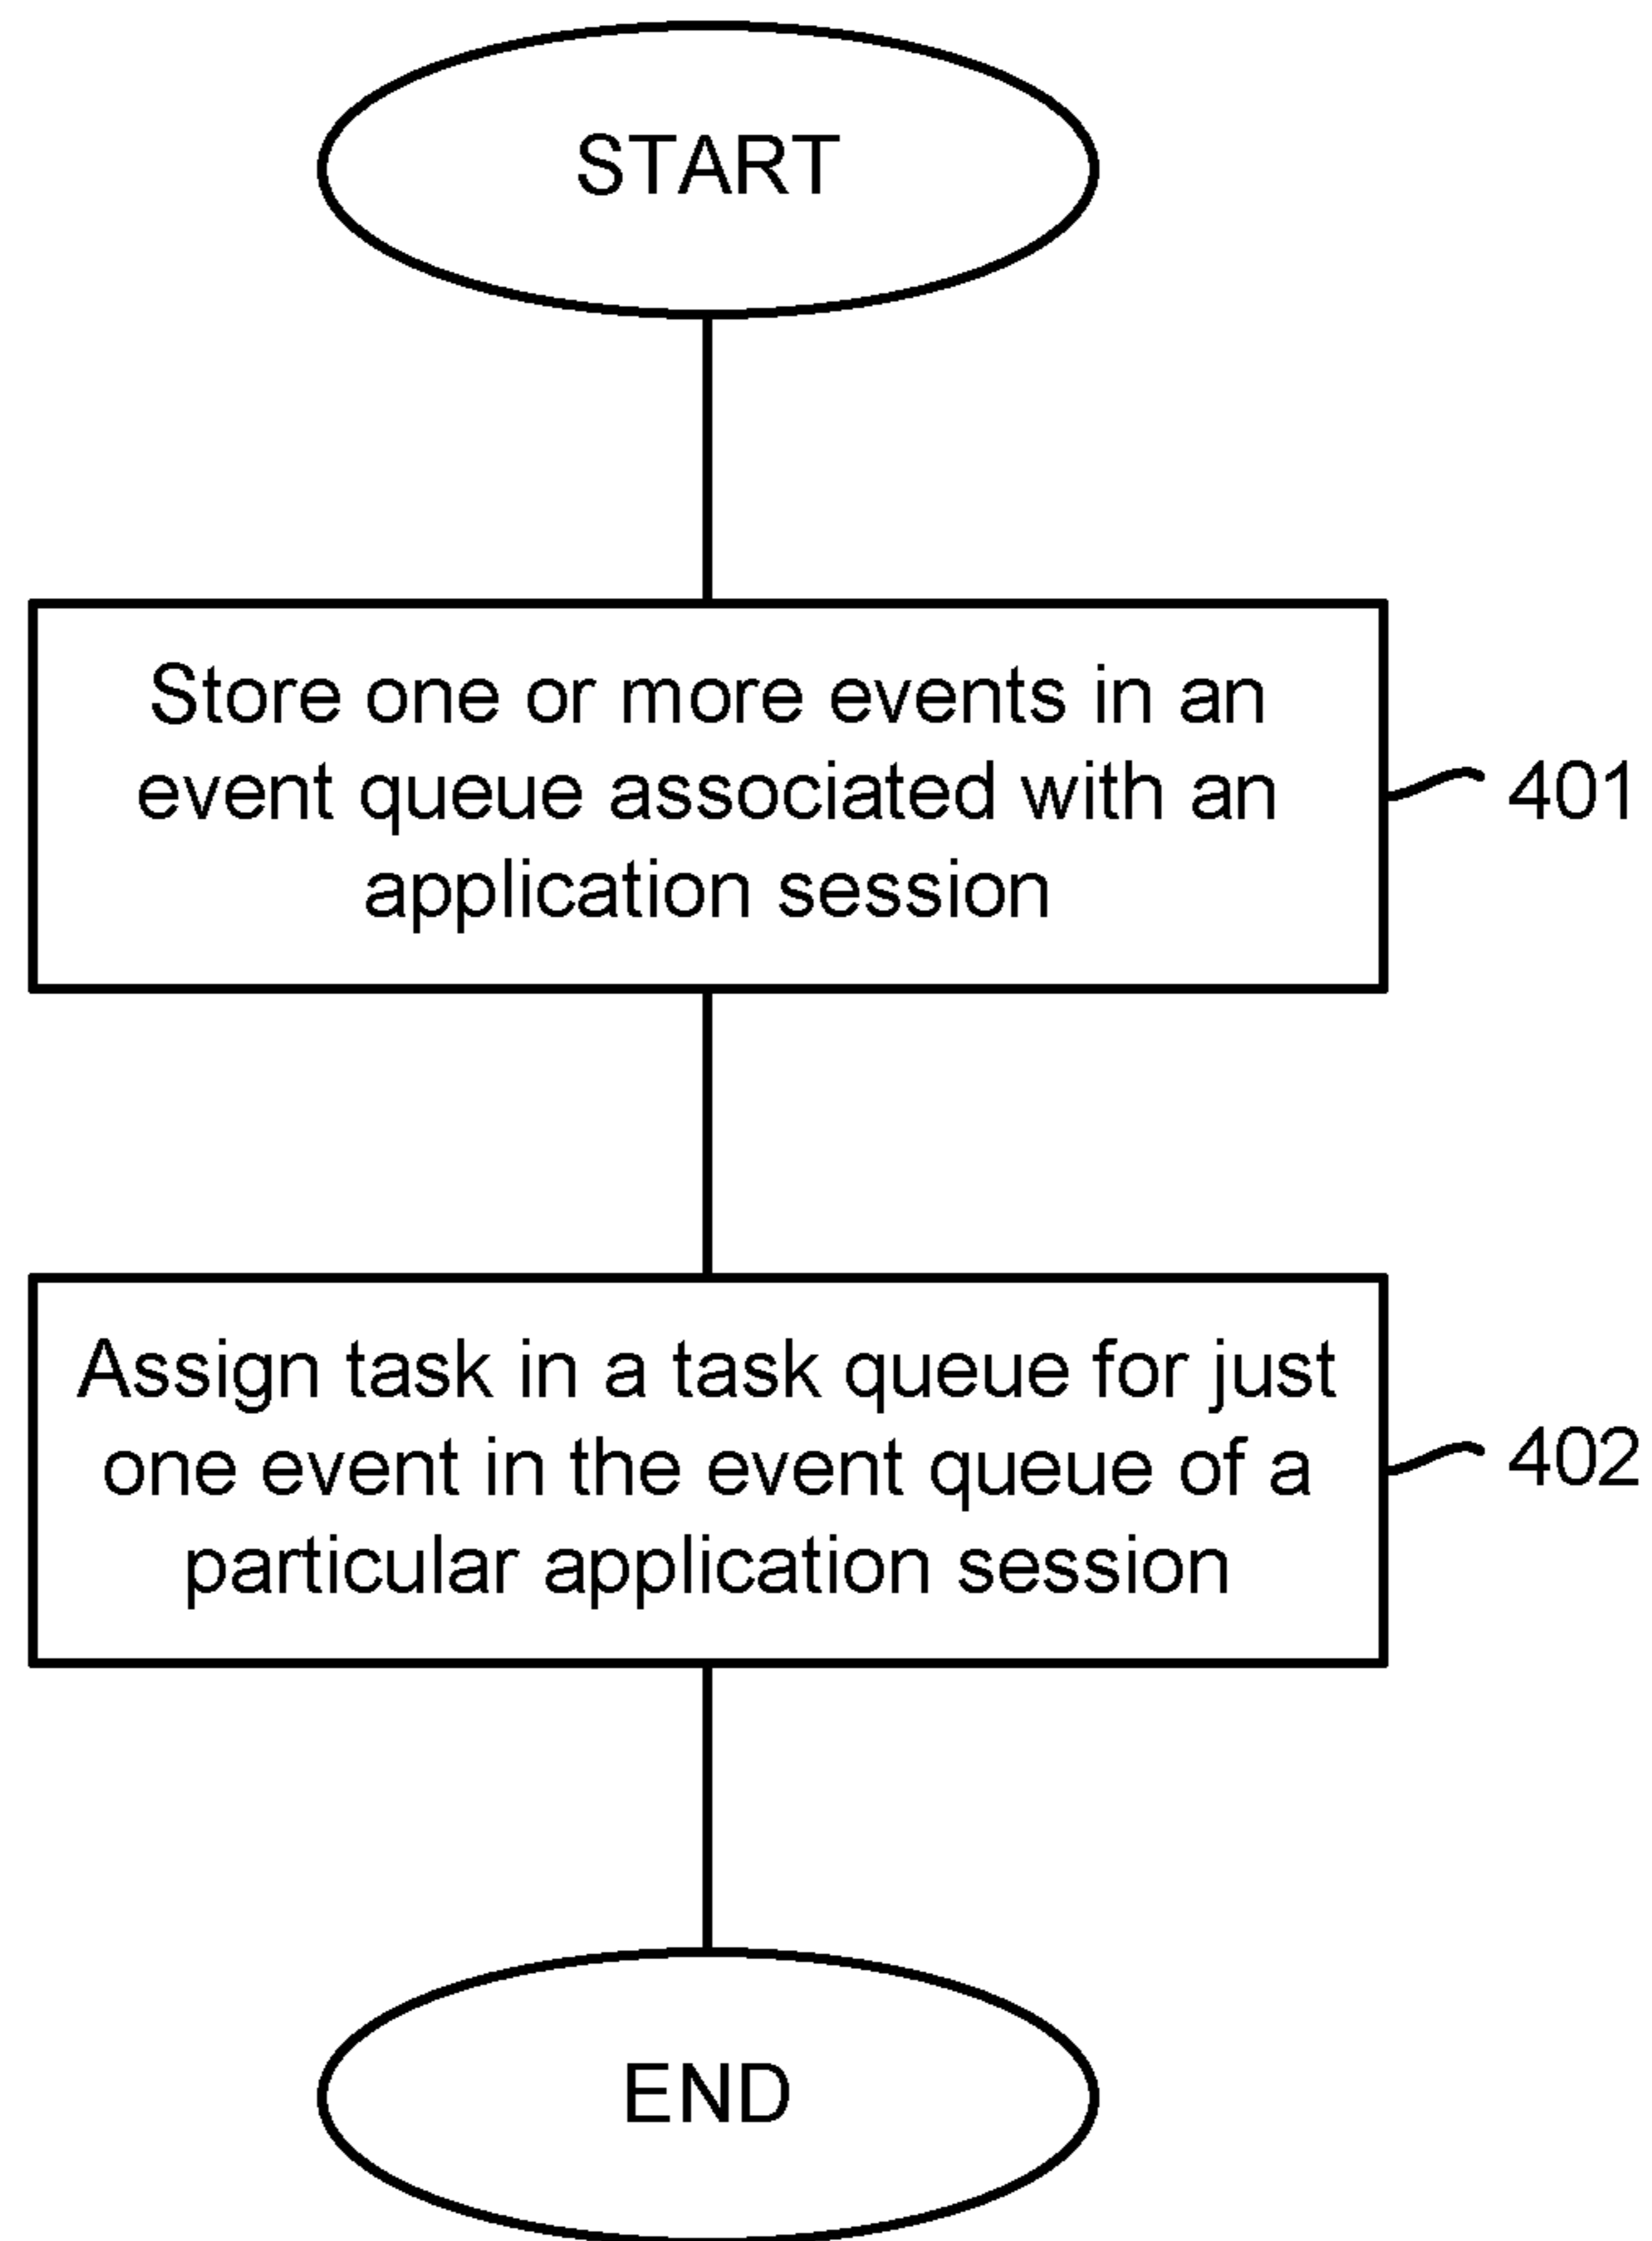 START
Store one or more events in an
event queue associated with an
application session
401
Assign task in a task queue for just
one event in the event queue of a
particular application session
402
END